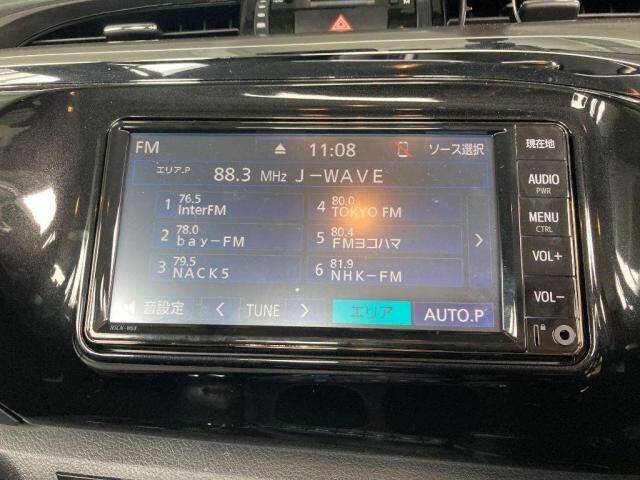 FM 11:08 ソース選択
エリア.P 88.3 MHz J-WAVE
1 76.5 InterFM
4 80.0 TOKYO FM
2 78.0 bay-FM
5 80.4 FMヨコハマ
3 79.5 NACK5
6 81.9 NHK-FM
音設定 < TUNE > エリア AUTO.P
NSCN-W68
現在地
AUDIO
PWR
MENU
CTRL
VOL+
VOL-